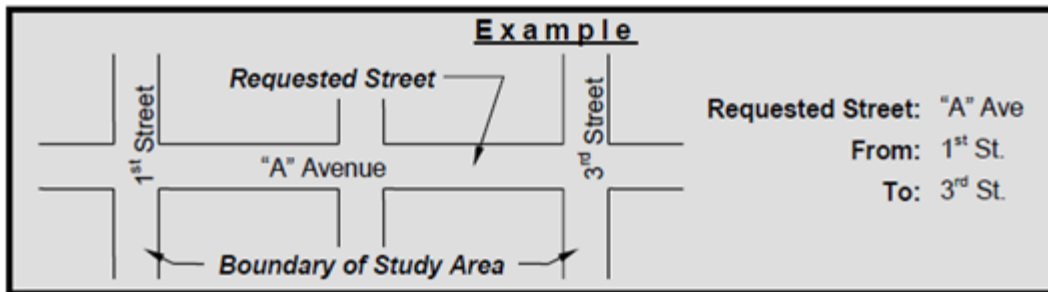 Example
Requested Street
1st Street
"A" Avenue
3rd Street
Boundary of Study Area
Requested Street: "A" Ave
From: 1st St.
To: 3rd St.